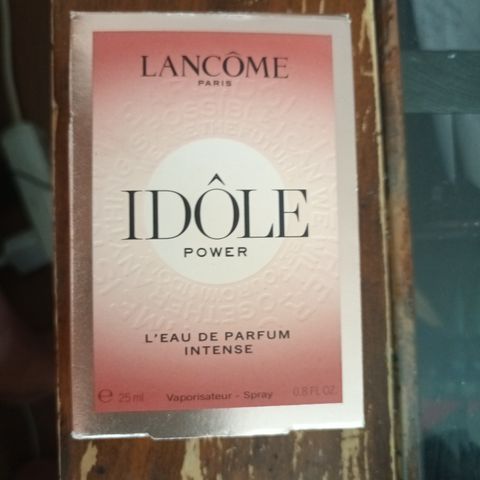 LANCÔME
PARIS
IDÔLE
POWER
L'EAU DE PARFUM
INTENSE
e 25 ml Vaporisateur - Spray 0.8 FL.OZ.